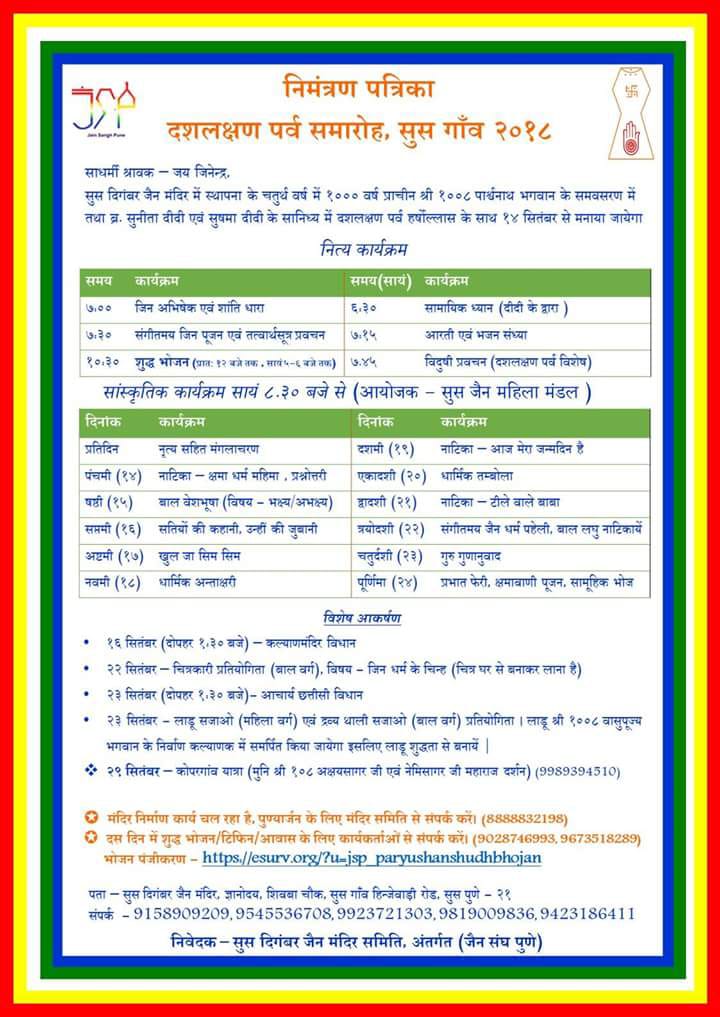 JSP
Jain Sangh Pune
निमंत्रण पत्रिका
दशलक्षण पर्व समारोह, सुस गाँव २०१८
साधर्मी श्रावक – जय जिनेन्द्र,
सुस दिगंबर जैन मंदिर में स्थापना के चतुर्थ वर्ष में १००० वर्ष प्राचीन श्री १००८ पार्श्वनाथ भगवान के समवसरण में
तथा ब्र. सुनीता दीदी एवं सुषमा दीदी के सानिध्य में दशलक्षण पर्व हर्षोल्लास के साथ १४ सितंबर से मनाया जायेगा
नित्य कार्यक्रम
समय कार्यक्रम समय(सायं) कार्यक्रम
७:०० जिन अभिषेक एवं शांति धारा ६:३० सामायिक ध्यान (दीदी के द्वारा )
७:३० संगीतमय जिन पूजन एवं तत्वार्थसूत्र प्रवचन ७:१५ आरती एवं भजन संध्या
१०:३० शुद्ध भोजन (प्रात: १२ बजे तक , सायं ५-६ बजे तक) ७.४५ विदुषी प्रवचन (दशलक्षण पर्व विशेष)
सांस्कृतिक कार्यक्रम सायं ८.३० बजे से (आयोजक – सुस जैन महिला मंडल )
दिनांक कार्यक्रम दिनांक कार्यक्रम
प्रतिदिन नृत्य सहित मंगलाचरण दशमी (१९) नाटिका – आज मेरा जन्मदिन है
पंचमी (१४) नाटिका – क्षमा धर्म महिमा , प्रश्नोत्तरी एकादशी (२०) धार्मिक तम्बोला
षष्ठी (१५) बाल वेशभूषा (विषय – भक्ष्य/अभक्ष्य) द्वादशी (२१) नाटिका – टीले वाले बाबा
सप्तमी (१६) सतियों की कहानी, उन्हीं की जुबानी त्रयोदशी (२२) संगीतमय जैन धर्म पहेली, बाल लघु नाटिकायें
अष्टमी (१७) खुल जा सिम सिम चतुर्दशी (२३) गुरु गुणानुवाद
नवमी (१८) धार्मिक अन्ताक्षरी पूर्णिमा (२४) प्रभात फेरी, क्षमावाणी पूजन, सामूहिक भोज
विशेष आकर्षण
• १६ सितंबर (दोपहर १:३० बजे) – कल्याणमंदिर विधान
• २२ सितंबर – चित्रकारी प्रतियोगिता (बाल वर्ग), विषय – जिन धर्म के चिन्ह (चित्र घर से बनाकर लाना है)
• २३ सितंबर (दोपहर १:३० बजे)– आचार्य छत्तीसी विधान
• २३ सितंबर – लाडू सजाओ (महिला वर्ग) एवं द्रव्य थाली सजाओ (बाल वर्ग) प्रतियोगिता । लाडू श्री १००८ वासुपूज्य
भगवान के निर्वाण कल्याणक में समर्पित किया जायेगा इसलिए लाडू शुद्धता से बनायें |
❖ २९ सितंबर – कोपरगांव यात्रा (मुनि श्री १०८ अक्षयसागर जी एवं नेमिसागर जी महाराज दर्शन) (9989394510)
✪ मंदिर निर्माण कार्य चल रहा है, पुण्यार्जन के लिए मंदिर समिति से संपर्क करें। (8888832198)
✪ दस दिन में शुद्ध भोजन/टिफिन/आवास के लिए कार्यकर्ताओं से संपर्क करें। (9028746993, 9673518289)
भोजन पंजीकरण – https://esurv.org/?u=jsp_paryushanshudhbhojan
पता – सुस दिगंबर जैन मंदिर, ज्ञानोदय, शिवबा चौक, सुस गाँव हिन्जेवाड़ी रोड, सुस पुणे – २१
संपर्क – 9158909209, 9545536708, 9923721303, 9819009836, 9423186411
निवेदक – सुस दिगंबर जैन मंदिर समिति, अंतर्गत (जैन संघ पुणे)